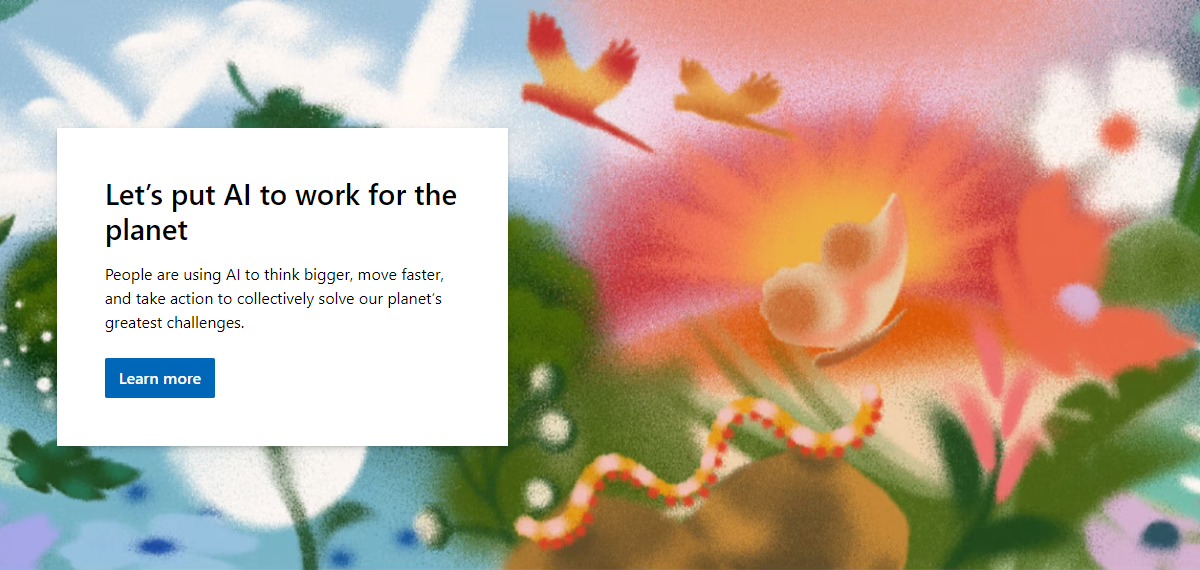 Let’s put AI to work for the
planet
People are using AI to think bigger, move faster,
and take action to collectively solve our planet’s
greatest challenges.
Learn more